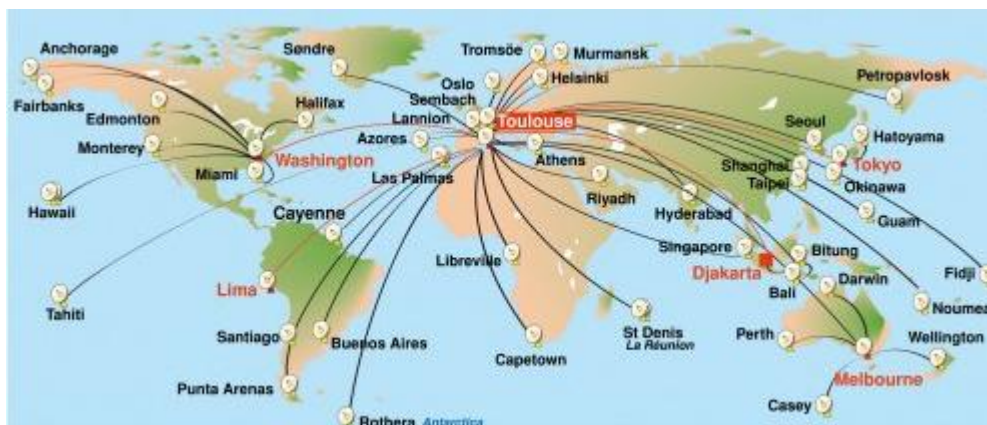 Anchorage
Søndre
Tromsöe
Murmansk
Oslo
Helsinki
Petropavlosk
Fairbanks
Sembach
Halifax
Edmonton
Lannion
Toulouse
Azores
Seoul
Hatoyama
Monterey
Washington
Athens
Shanghai
Tokyo
Miami
Las Palmas
Taipei
Okinawa
Riyadh
Hawaii
Cayenne
Hyderabad
Guam
Singapore
Bitung
Libreville
Djakarta
Darwin
Fidji
Lima
Bali
Tahiti
Noumea
Santiago
Buenos Aires
St Denis
La Réunion
Perth
Wellington
Capetown
Punta Arenas
Melbourne
Casey
Rothera Antarctica